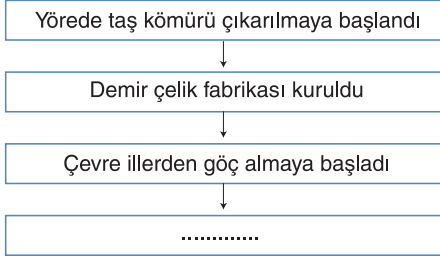 Yörede taş kömürü çıkarılmaya başlandı
Demir çelik fabrikası kuruldu
Çevre illerden göç almaya başladı
.............